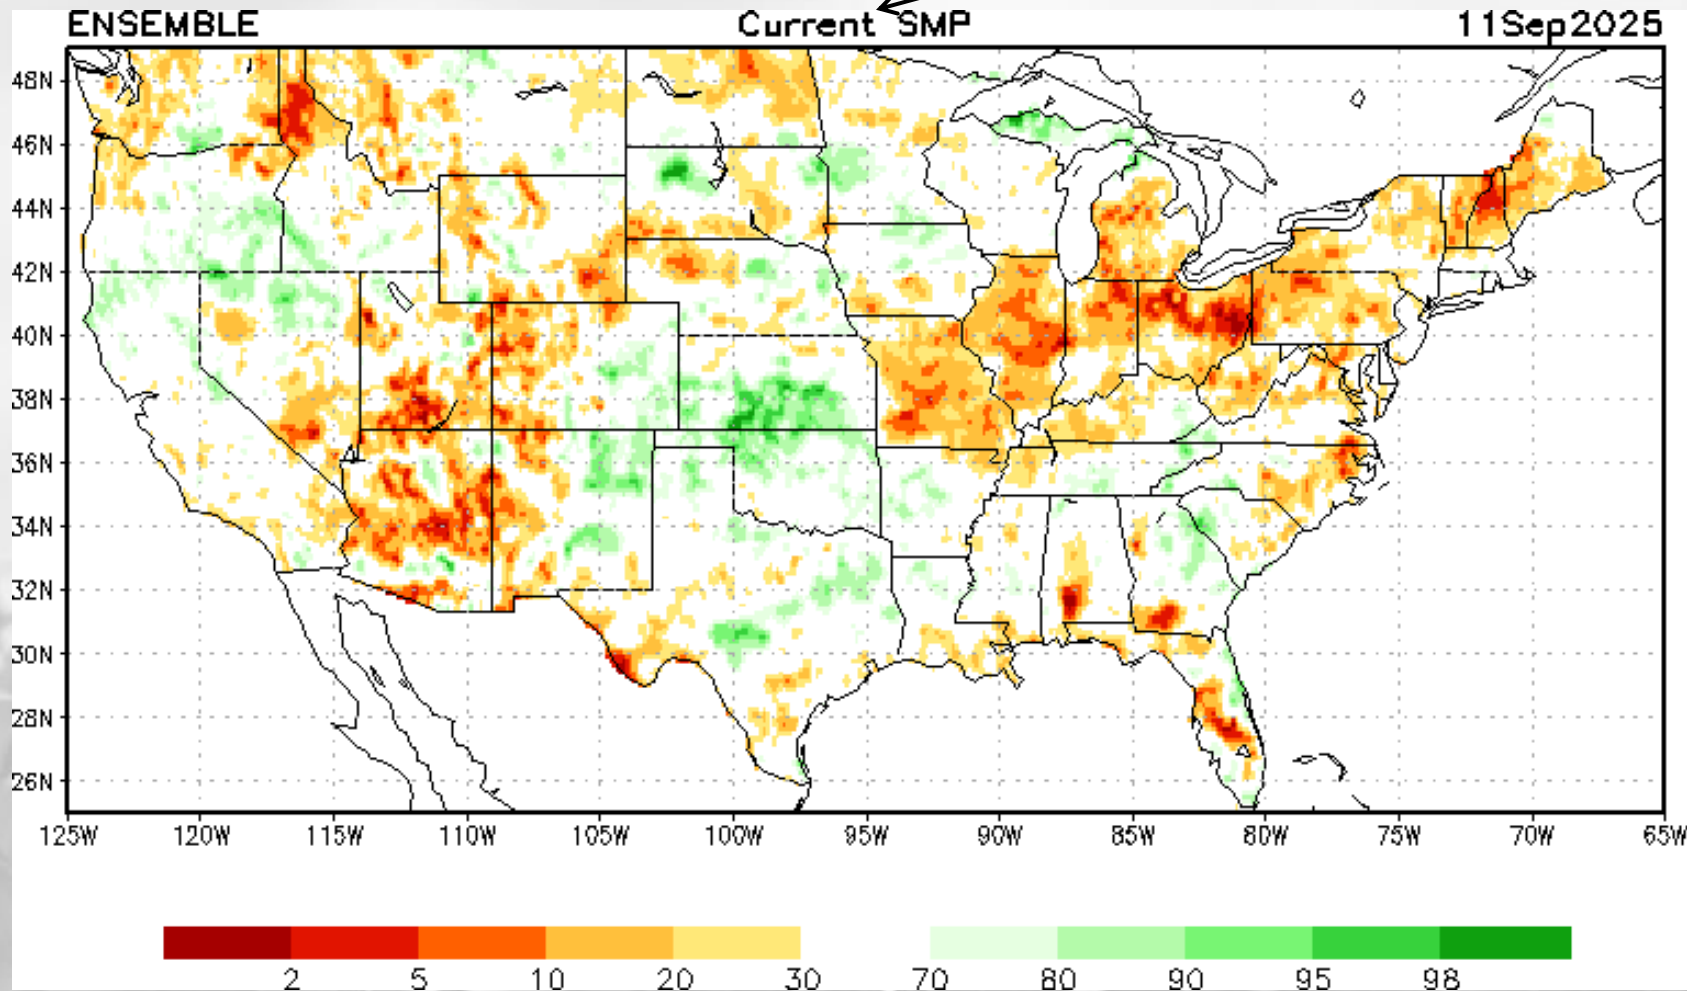 ENSEMBLE Current SMP 11Sep2025
48N
46N
44N
42N
40N
38N
36N
34N
32N
30N
28N
26N
125W 120W 115W 110W 105W 100W 95W 90W 85W 80W 75W 70W 65W
2 5 10 20 30 70 80 90 95 98